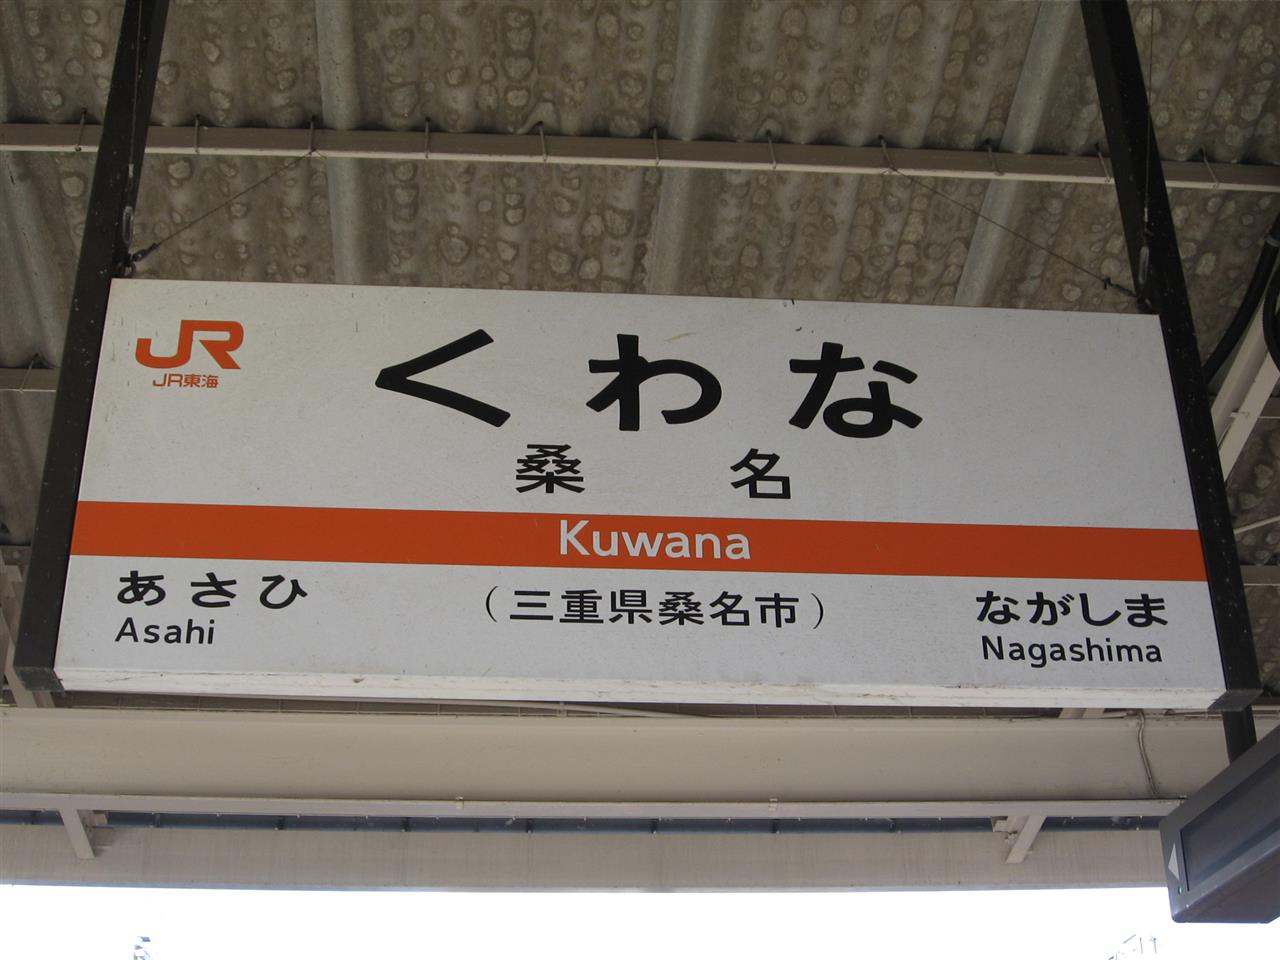 JR
JR東海
くわな
桑名
Kuwana
あさひ
Asahi
（三重県桑名市）
ながしま
Nagashima